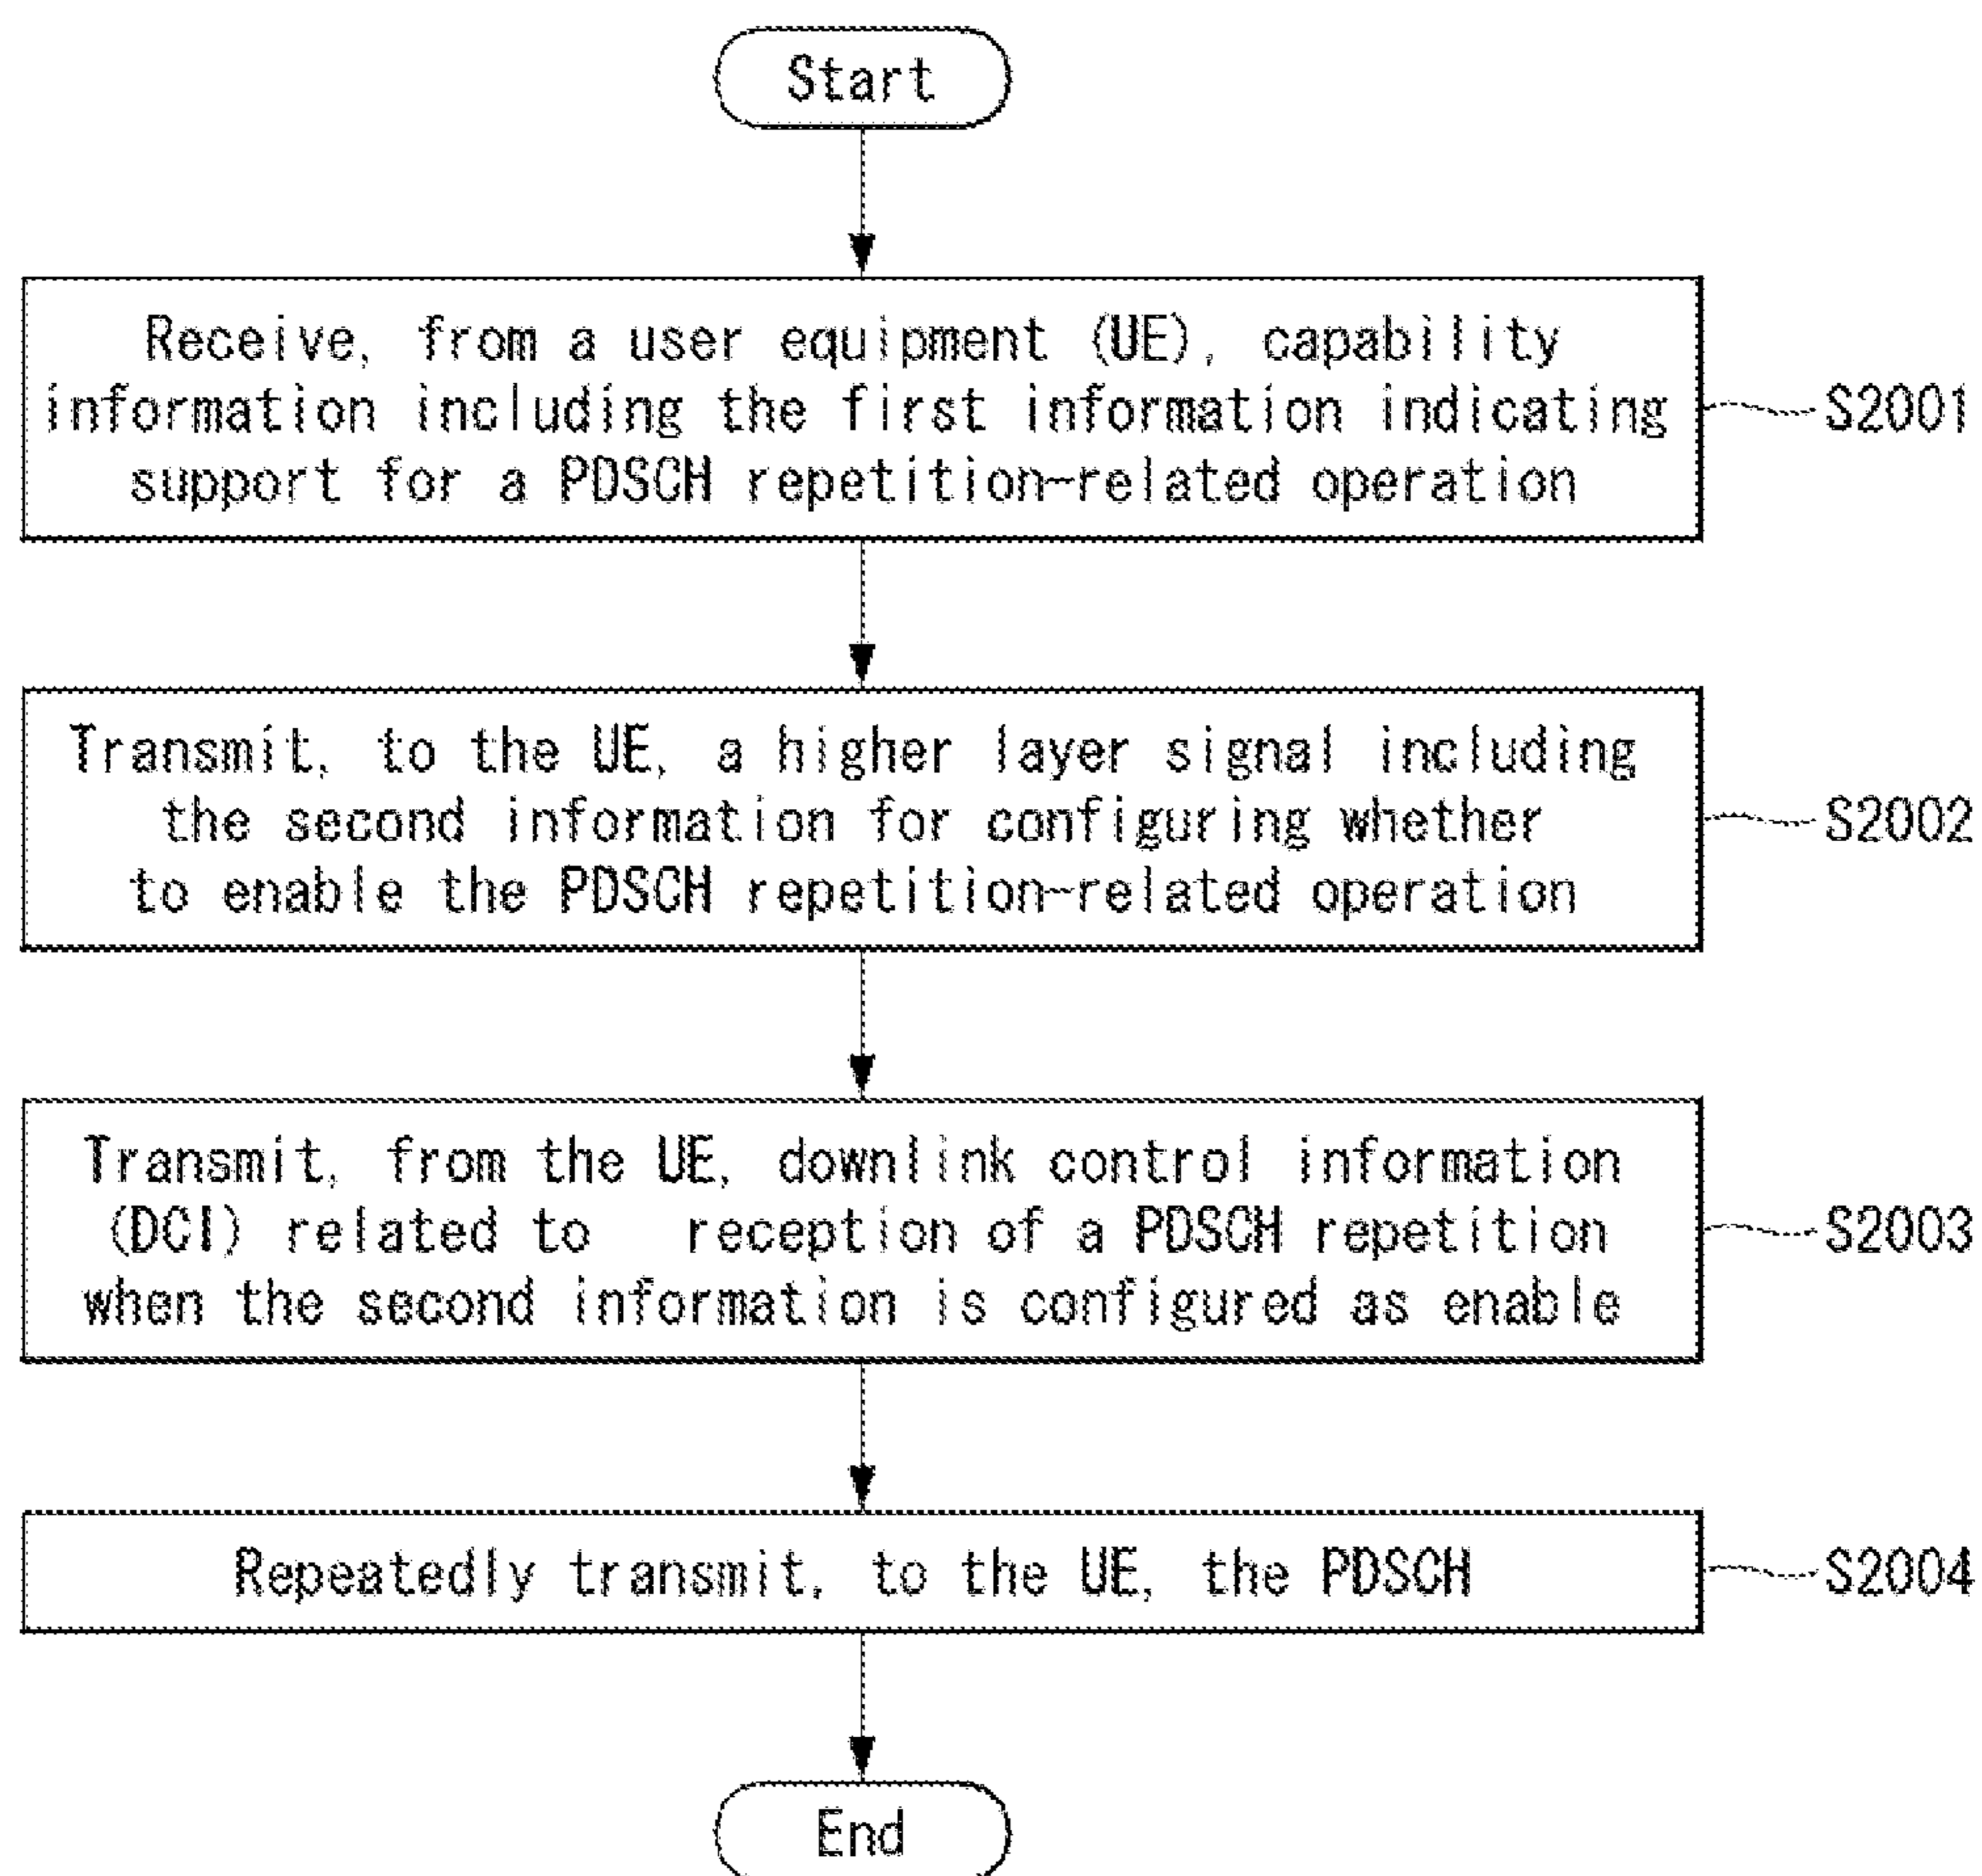 Start
Receive, from a user equipment (UE), capability
information including the first information indicating
support for a PDSCH repetition-related operation
S2001
Transmit, to the UE, a higher layer signal including
the second information for configuring whether
to enable the PDSCH repetition-related operation
S2002
Transmit, from the UE, downlink control information
(DCI) related to reception of a PDSCH repetition
when the second information is configured as enable
S2003
Repeatedly transmit, to the UE, the PDSCH
S2004
End